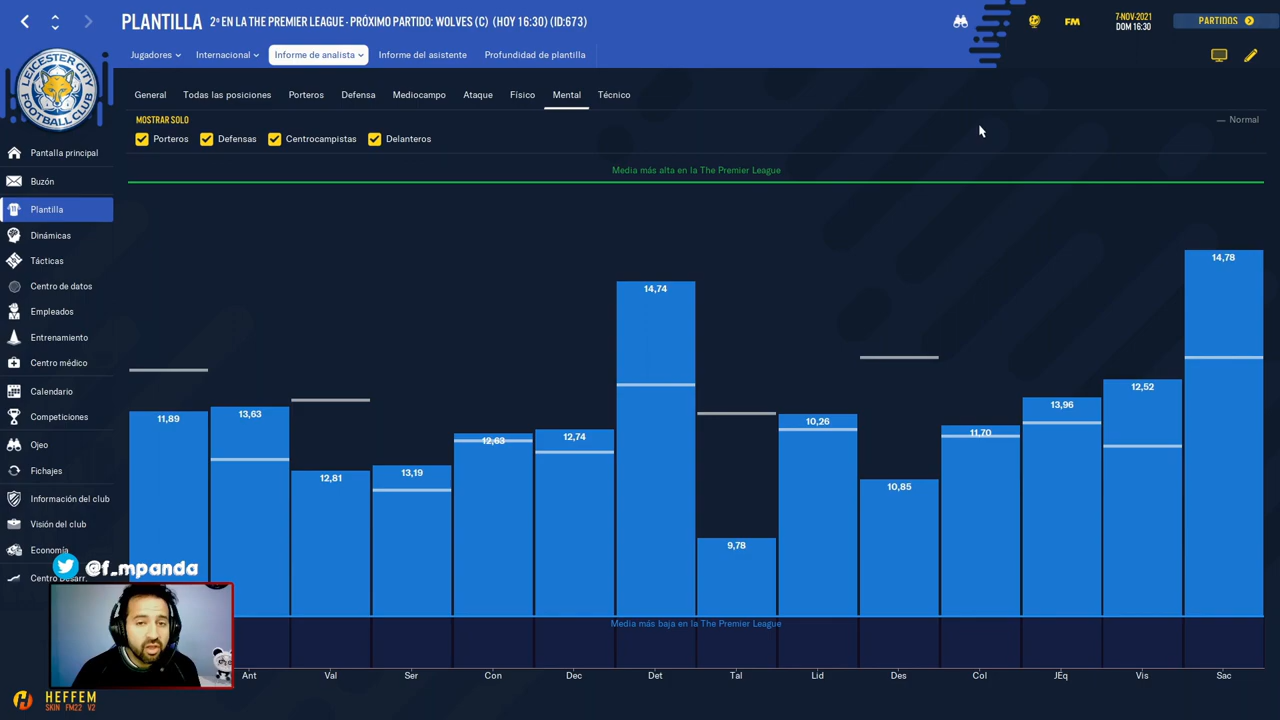 PLANTILLA
2º EN LA THE PREMIER LEAGUE · PRÓXIMO PARTIDO: WOLVES (C) (HOY 16:30) (ID:673)
FM
7-NOV-2021
DOM 16:30
PARTIDOS
Jugadores
Internacional
Informe de analista
Informe del asistente
Profundidad de plantilla
LEICESTER CITY
FOOTBALL CLUB
General
Todas las posiciones
Porteros
Defensa
Mediocampo
Ataque
Físico
Mental
Técnico
MOSTRAR SOLO
Normal
Porteros
Defensas
Centrocampistas
Delanteros
Pantalla principal
Buzón
Plantilla
Dinámicas
Tácticas
Centro de datos
Empleados
Entrenamiento
Centro médico
Calendario
Competiciones
Ojeo
Fichajes
Información del club
Visión del club
Economía
Centro Desarr.
Media más alta en la The Premier League
11,89
13,63
12,81
13,19
12,63
12,74
14,74
9,78
10,26
10,85
11,70
13,96
12,52
14,78
Media más baja en la The Premier League
Ant
Val
Ser
Con
Dec
Det
Tal
Lid
Des
Col
JEq
Vis
Sac
@f_mpanda
HEFFEM
SKIN FM22 V2